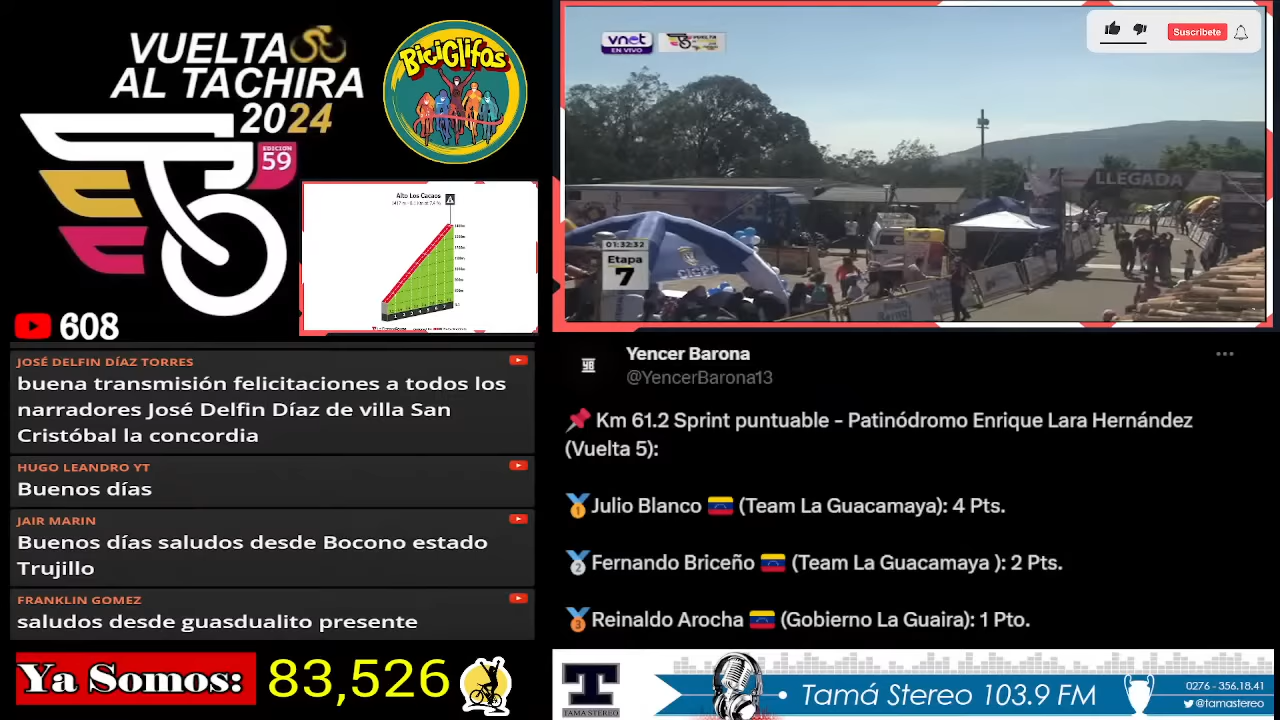 VUELTA
AL TACHIRA
2024
EDICION
59
BiciGlifos
Alto Los Cacaos
608
JOSÉ DELFIN DÍAZ TORRES
buena transmisión felicitaciones a todos los
narradores José Delfin Díaz de villa San
Cristóbal la concordia
HUGO LEANDRO YT
Buenos días
JAIR MARIN
Buenos días saludos desde Bocono estado
Trujillo
FRANKLIN GOMEZ
saludos desde guasdualito presente
Ya Somos: 83,526
vnet
EN VIVO
VUELTA
Suscríbete
LLEGADA
01:32:32
Etapa
7
CICPC
Yencer Barona
@YencerBarona13
📌 Km 61.2 Sprint puntuable - Patinódromo Enrique Lara Hernández
(Vuelta 5):
🥇Julio Blanco 🇻🇪 (Team La Guacamaya): 4 Pts.
🥈Fernando Briceño 🇻🇪 (Team La Guacamaya ): 2 Pts.
🥉Reinaldo Arocha 🇻🇪 (Gobierno La Guaira): 1 Pto.
T
TAMA STEREO
Tamá Stereo 103.9 FM
0276 - 356.18.41
@tamastereo